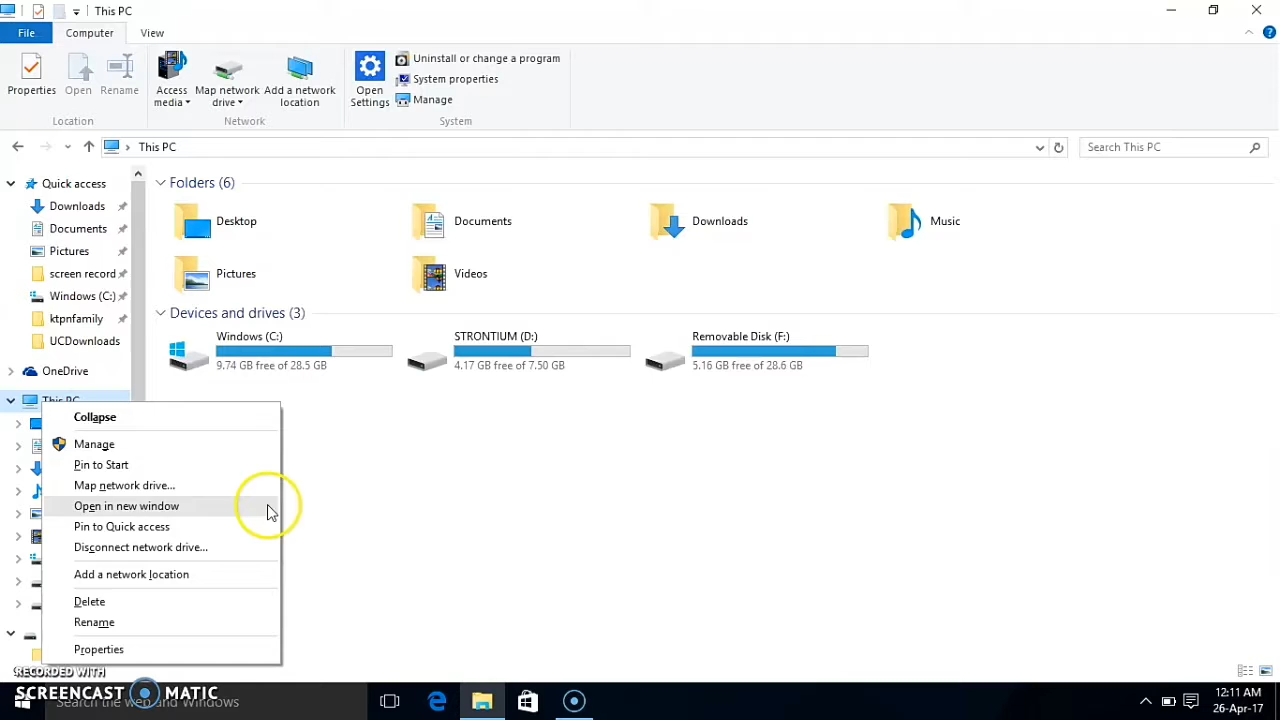 This PC
File
Computer
View
Properties
Open
Rename
Access media
Map network drive
Add a network location
Open Settings
Uninstall or change a program
System properties
Manage
Location
Network
System
This PC
Search This PC
Quick access
Downloads
Documents
Pictures
screen record
Windows (C:)
ktpnfamily
UCDownloads
OneDrive
This PC
Folders (6)
Desktop
Documents
Downloads
Music
Pictures
Videos
Devices and drives (3)
Windows (C:)
9.74 GB free of 28.5 GB
STRONTIUM (D:)
4.17 GB free of 7.50 GB
Removable Disk (F:)
5.16 GB free of 28.6 GB
Collapse
Manage
Pin to Start
Map network drive...
Open in new window
Pin to Quick access
Disconnect network drive...
Add a network location
Delete
Rename
Properties
RECORDED WITH
SCREENCAST MATIC
Search the web and Windows
12:11 AM
26-Apr-17